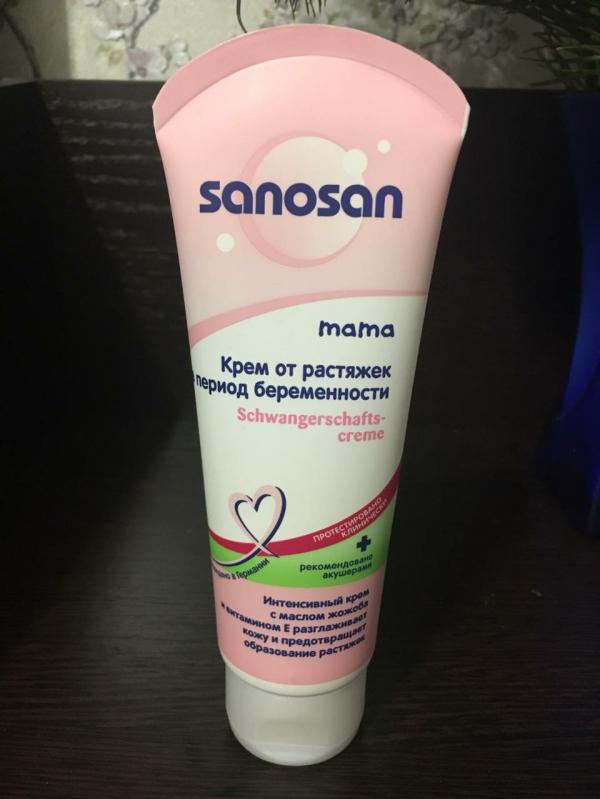 sanosan
mama
Крем от растяжек
период беременности
Schwangerschafts-
creme
ПРОТЕСТИРОВАНО
КЛИНИЧЕСКИ
рекомендовано
акушерами
в Германии
Интенсивный крем
с маслом жожоба
и витамином Е разглаживает
кожу и предотвращает
образование растяжек